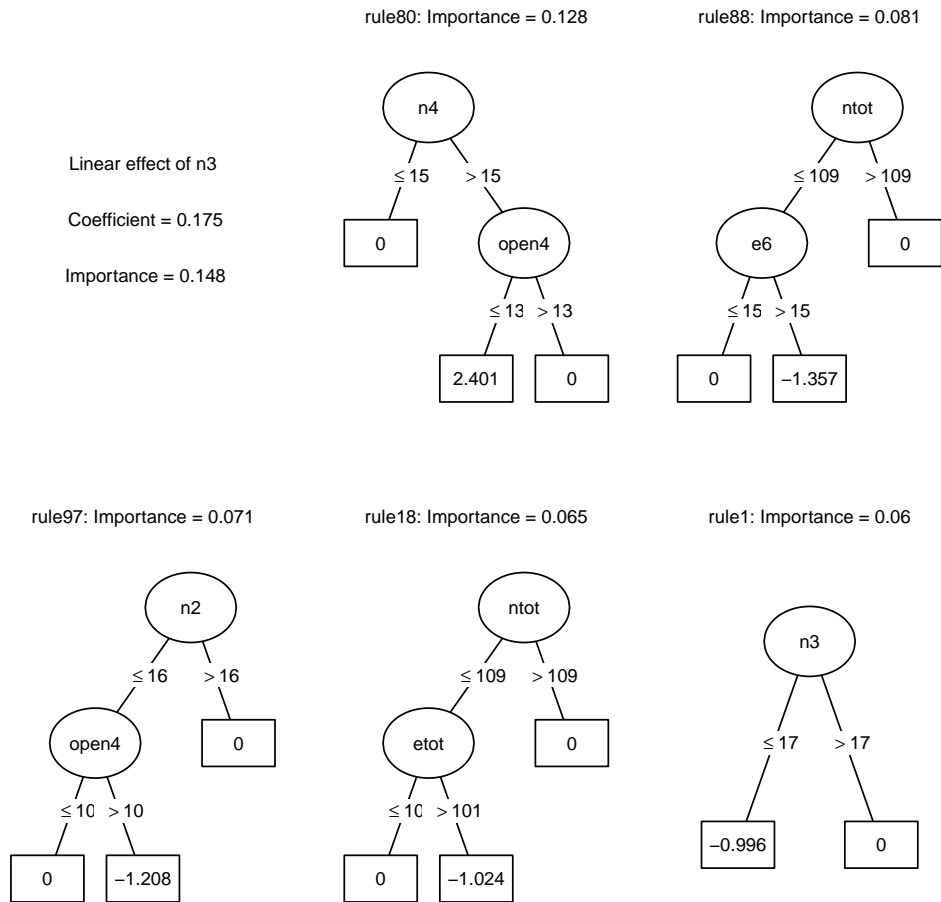 rule80: Importance = 0.128
rule88: Importance = 0.081
Linear effect of n3
Coefficient = 0.175
Importance = 0.148
n4
≤ 15
> 15
0
open4
≤ 13
> 13
2.401
0
ntot
≤ 109
> 109
e6
0
≤ 15
> 15
0
−1.357
rule97: Importance = 0.071
rule18: Importance = 0.065
rule1: Importance = 0.06
n2
≤ 16
> 16
open4
0
≤ 10
> 10
0
−1.208
ntot
≤ 109
> 109
etot
0
≤ 10
> 101
0
−1.024
n3
≤ 17
> 17
−0.996
0